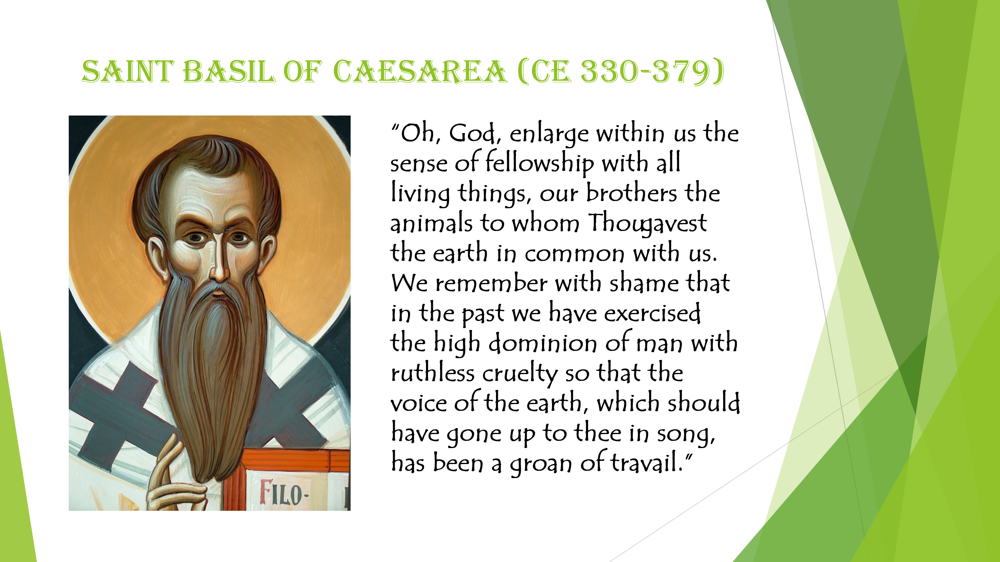 SAINT BASIL OF CAESAREA (CE 330-379)
“Oh, God, enlarge within us the
sense of fellowship with all
living things, our brothers the
animals to whom Thougavest
the earth in common with us.
We remember with shame that
in the past we have exercised
the high dominion of man with
ruthless cruelty so that the
voice of the earth, which should
have gone up to thee in song,
has been a groan of travail.”
FILO-